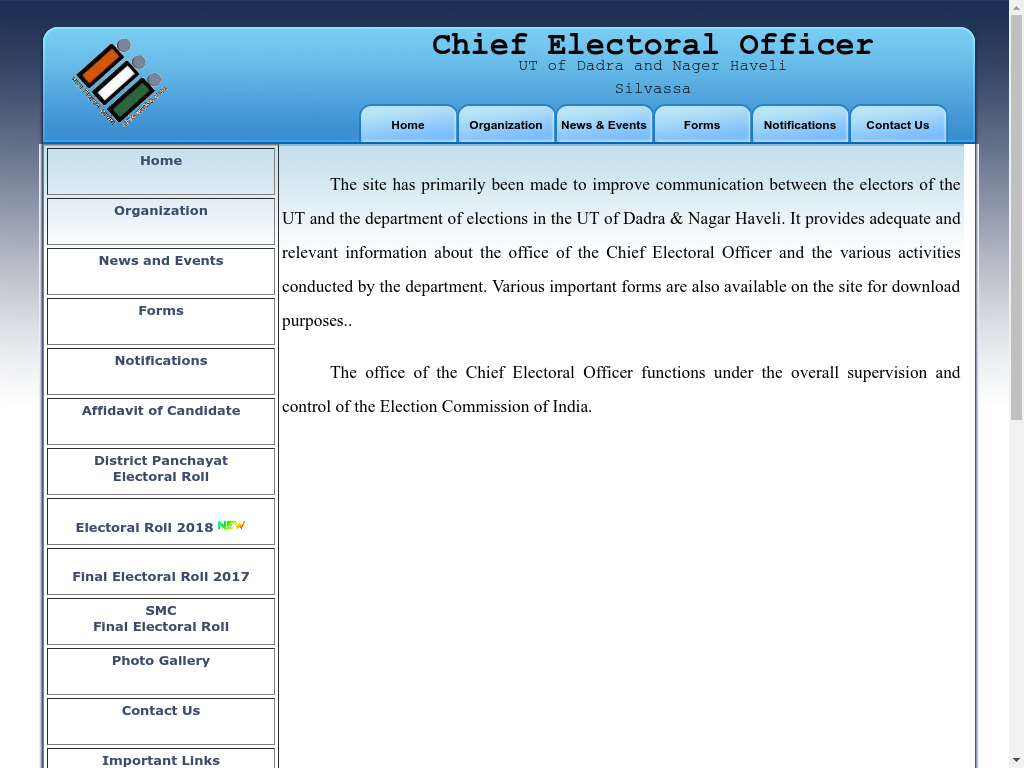 Chief Electoral Officer
UT of Dadra and Nager Haveli
Silvassa
Home
Organization
News & Events
Forms
Notifications
Contact Us
Home
Organization
News and Events
Forms
Notifications
Affidavit of Candidate
District Panchayat
Electoral Roll
Electoral Roll 2018 NEW
Final Electoral Roll 2017
SMC
Final Electoral Roll
Photo Gallery
Contact Us
Important Links
The site has primarily been made to improve communication between the electors of the
UT and the department of elections in the UT of Dadra & Nagar Haveli. It provides adequate and
relevant information about the office of the Chief Electoral Officer and the various activities
conducted by the department. Various important forms are also available on the site for download
purposes..
The office of the Chief Electoral Officer functions under the overall supervision and
control of the Election Commission of India.